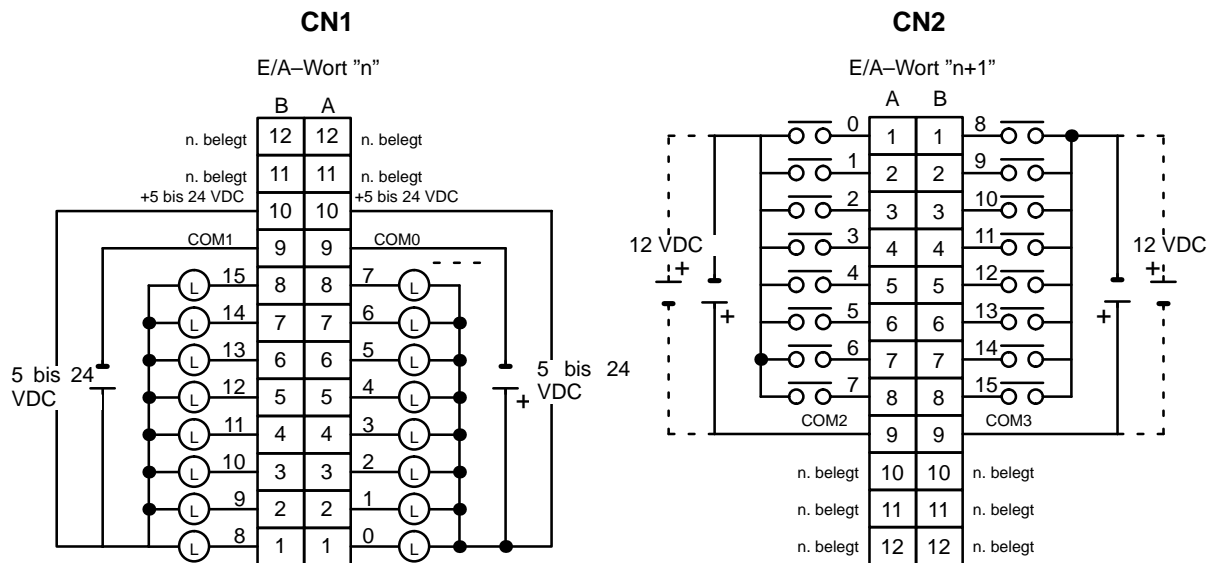 CN1
E/A–Wort ”n”
B A
n. belegt 12 12 n. belegt
n. belegt 11 11 n. belegt
+5 bis 24 VDC 10 10 +5 bis 24 VDC
COM1 9 9 COM0
L 15 8 8 7 L
L 14 7 7 6 L
L 13 6 6 5 L
L 12 5 5 4 L
L 11 4 4 3 L
L 10 3 3 2 L
L 9 2 2 1 L
L 8 1 1 0 L
5 bis 24
VDC
+
5 bis 24
VDC
CN2
E/A–Wort ”n+1”
A B
0 1 1 8
1 2 2 9
2 3 3 10
3 4 4 11
4 5 5 12
5 6 6 13
6 7 7 14
7 8 8 15
COM2 9 9 COM3
n. belegt 10 10 n. belegt
n. belegt 11 11 n. belegt
n. belegt 12 12 n. belegt
12 VDC
+
+
12 VDC
+
+